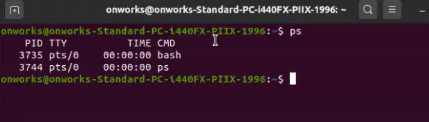 onworks@onworks-Standard-PC-i440FX-PIIX-1996: ~
onworks@onworks-Standard-PC-i440FX-PIIX-1996:~$ ps
PID TTY TIME CMD
3735 pts/0 00:00:00 bash
3744 pts/0 00:00:00 ps
onworks@onworks-Standard-PC-i440FX-PIIX-1996:~$